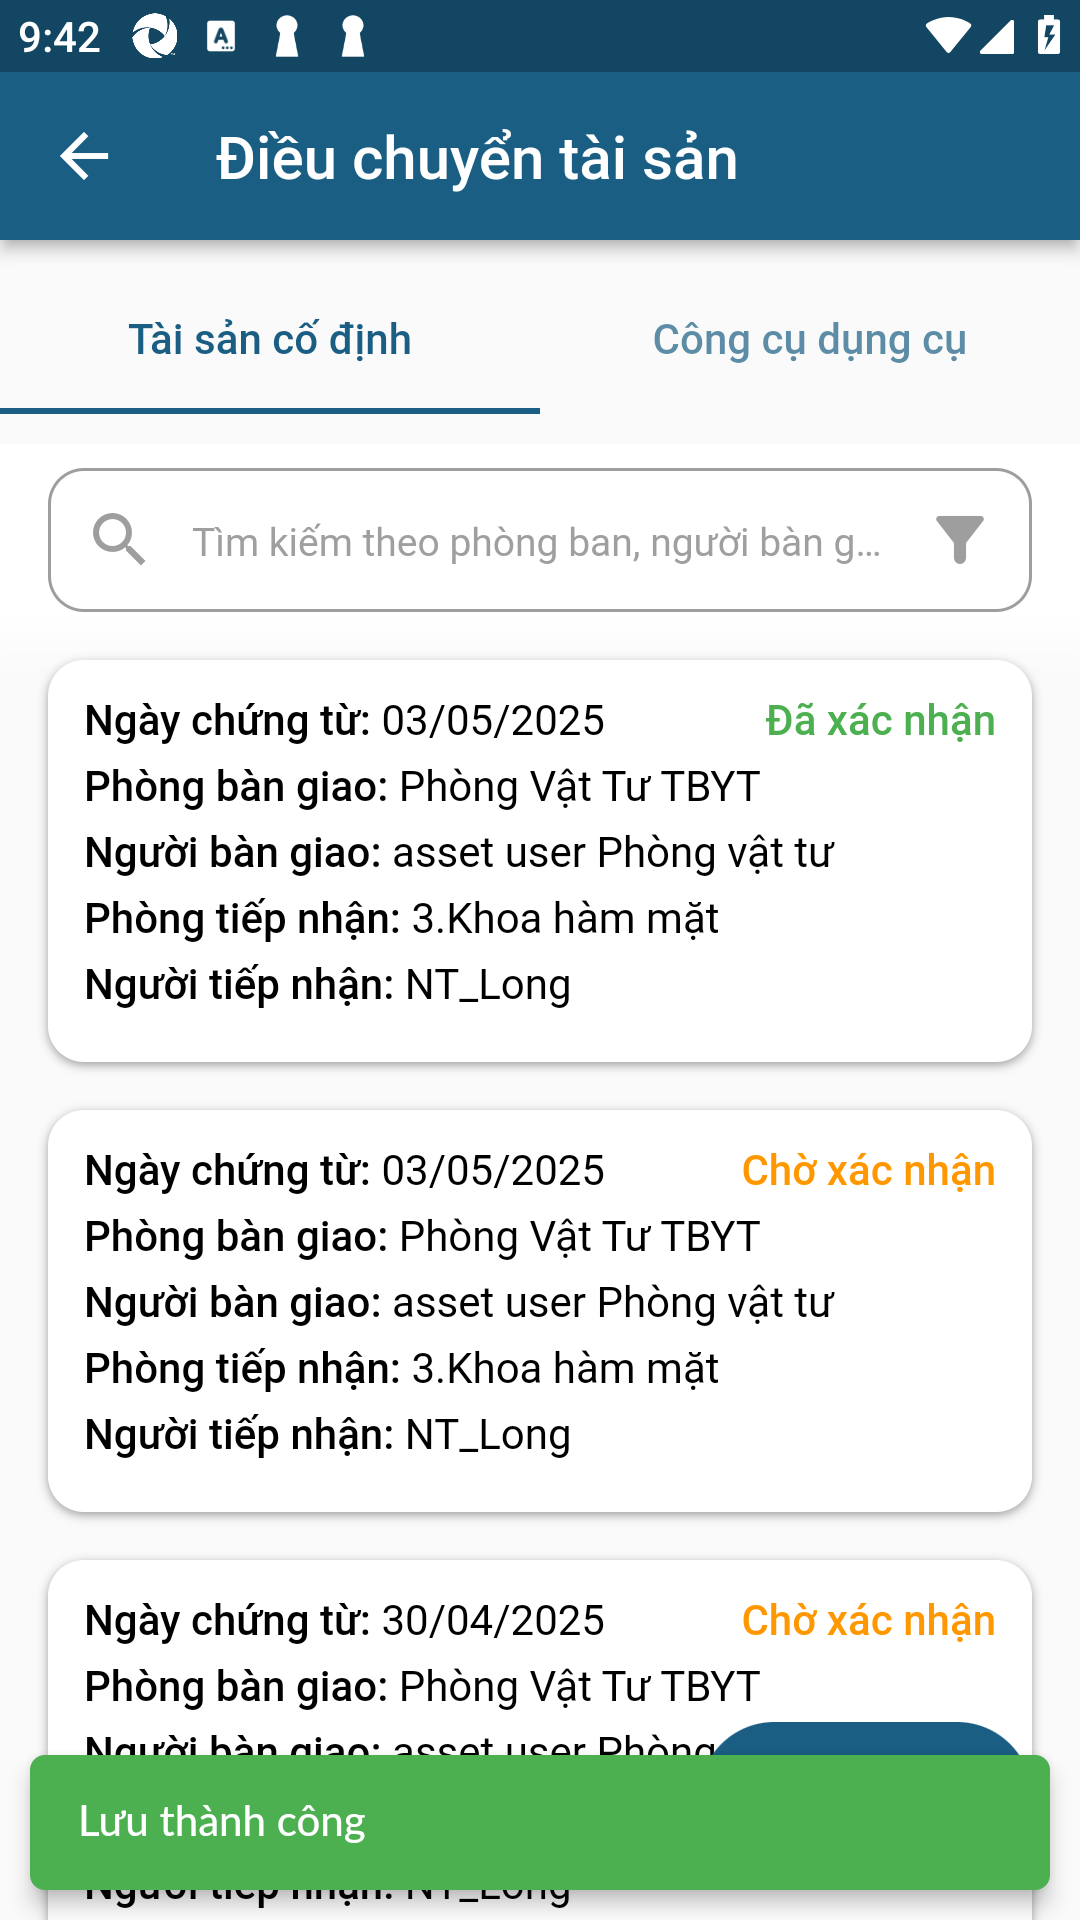 9:42
Điều chuyển tài sản
Tài sản cố định
Công cụ dụng cụ
Tìm kiếm theo phòng ban, người bàn g...
Ngày chứng từ: 03/05/2025 Đã xác nhận
Phòng bàn giao: Phòng Vật Tư TBYT
Người bàn giao: asset user Phòng vật tư
Phòng tiếp nhận: 3.Khoa hàm mặt
Người tiếp nhận: NT_Long
Ngày chứng từ: 03/05/2025 Chờ xác nhận
Phòng bàn giao: Phòng Vật Tư TBYT
Người bàn giao: asset user Phòng vật tư
Phòng tiếp nhận: 3.Khoa hàm mặt
Người tiếp nhận: NT_Long
Ngày chứng từ: 30/04/2025 Chờ xác nhận
Phòng bàn giao: Phòng Vật Tư TBYT
Người bàn giao: asset user Phòng
Lưu thành công
Người tiếp nhận: NT_Long